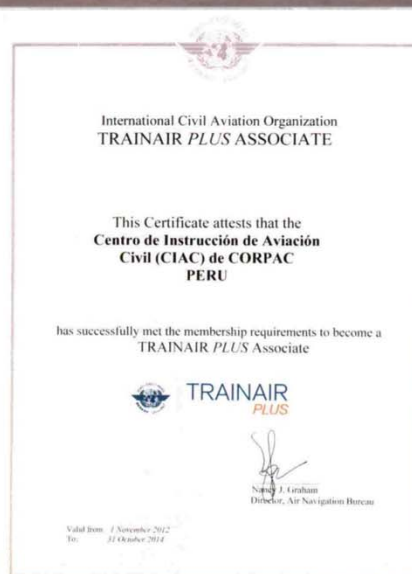 International Civil Aviation Organization
TRAINAIR PLUS ASSOCIATE
This Certificate attests that the
Centro de Instrucción de Aviación
Civil (CIAC) de CORPAC
PERU
has successfully met the membership requirements to become a
TRAINAIR PLUS Associate
TRAINAIR
PLUS
Nancy J. Graham
Director, Air Navigation Bureau
Valid from: 1 November 2012
To: 31 October 2014